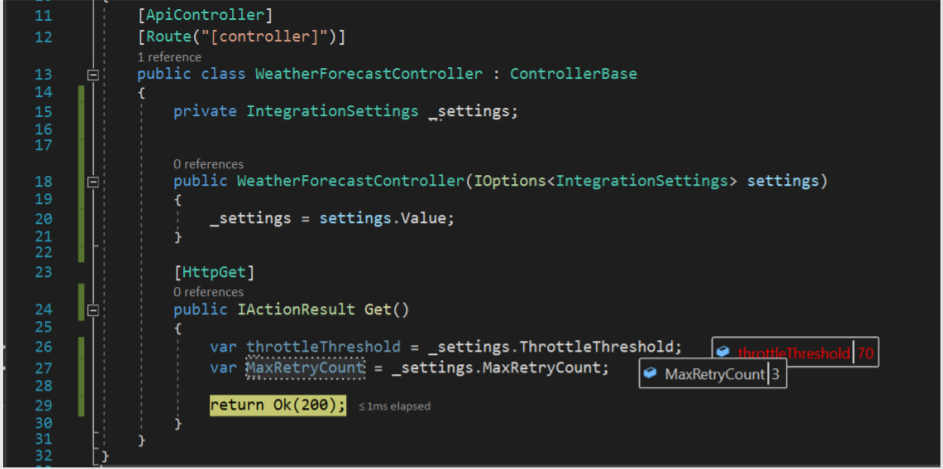 11 [ApiController]
12 [Route("[controller]")]
1 reference
13 public class WeatherForecastController : ControllerBase
14 {
15 private IntegrationSettings _settings;
16
17
0 references
18 public WeatherForecastController(IOptions<IntegrationSettings> settings)
19 {
20 _settings = settings.Value;
21 }
22
23 [HttpGet]
0 references
24 public IActionResult Get()
25 {
26 var throttleThreshold = _settings.ThrottleThreshold; throttleThreshold 70
27 var MaxRetryCount = _settings.MaxRetryCount; MaxRetryCount 3
28
29 return Ok(200); ≤1ms elapsed
30 }
31 }
32 }